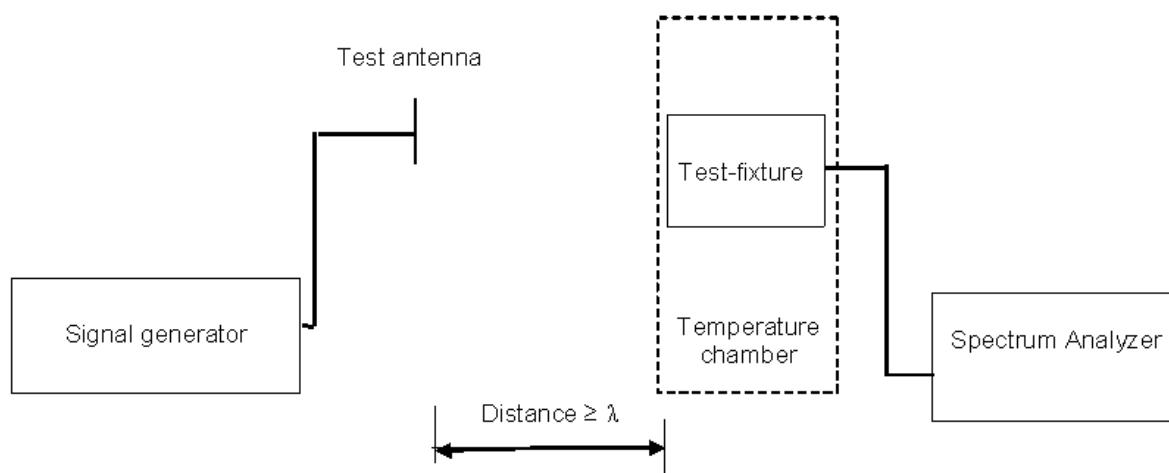 Test antenna
Test-fixture
Signal generator
Temperature
chamber
Spectrum Analyzer
Distance ≥ λ